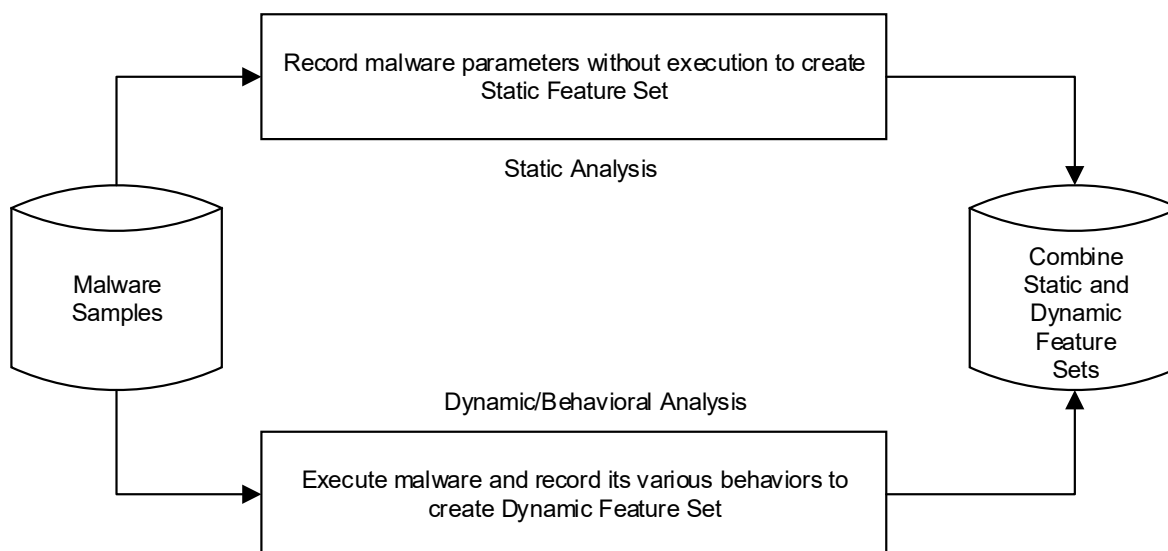 Record malware parameters without execution to create
Static Feature Set
Static Analysis
Malware
Samples
Combine
Static and
Dynamic
Feature
Sets
Dynamic/Behavioral Analysis
Execute malware and record its various behaviors to
create Dynamic Feature Set